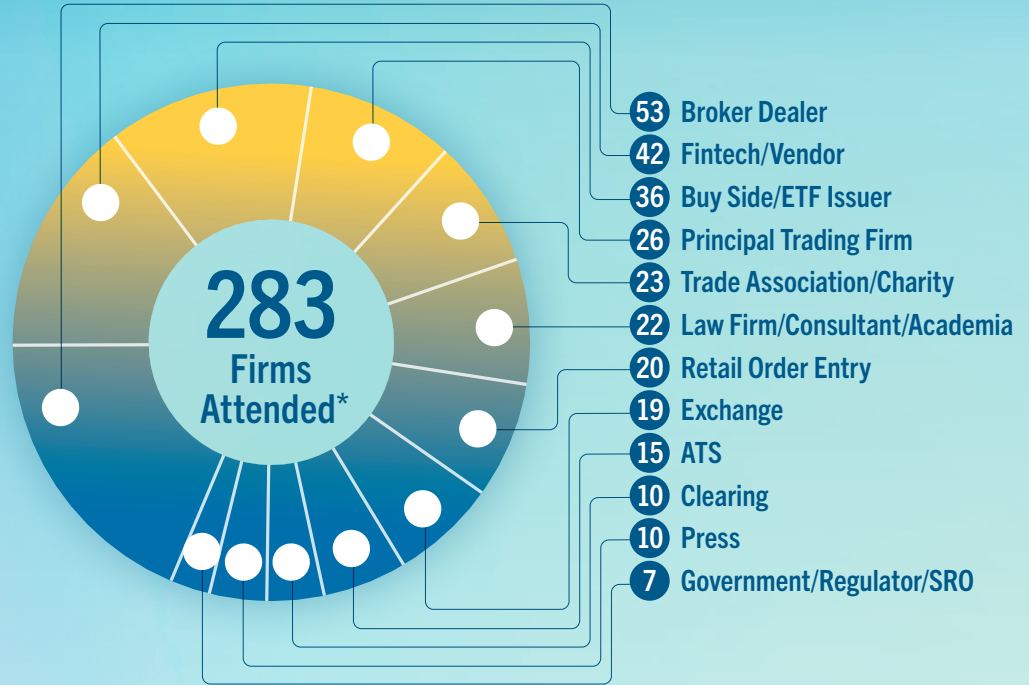 283
Firms
Attended*
53 Broker Dealer
42 Fintech/Vendor
36 Buy Side/ETF Issuer
26 Principal Trading Firm
23 Trade Association/Charity
22 Law Firm/Consultant/Academia
20 Retail Order Entry
19 Exchange
15 ATS
10 Clearing
10 Press
7 Government/Regulator/SRO